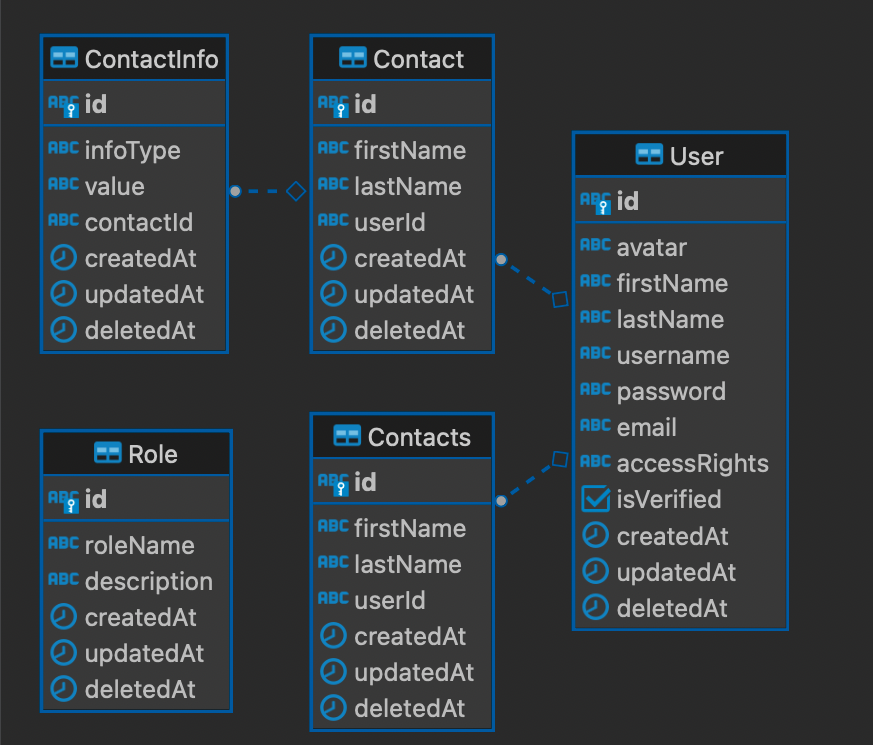 ContactInfo
ABC id
ABC infoType
ABC value
ABC contactId
createdAt
updatedAt
deletedAt
Contact
ABC id
ABC firstName
ABC lastName
ABC userId
createdAt
updatedAt
deletedAt
User
ABC id
ABC avatar
ABC firstName
ABC lastName
ABC username
ABC password
ABC email
ABC accessRights
isVerified
createdAt
updatedAt
deletedAt
Role
ABC id
ABC roleName
ABC description
createdAt
updatedAt
deletedAt
Contacts
ABC id
ABC firstName
ABC lastName
ABC userId
createdAt
updatedAt
deletedAt